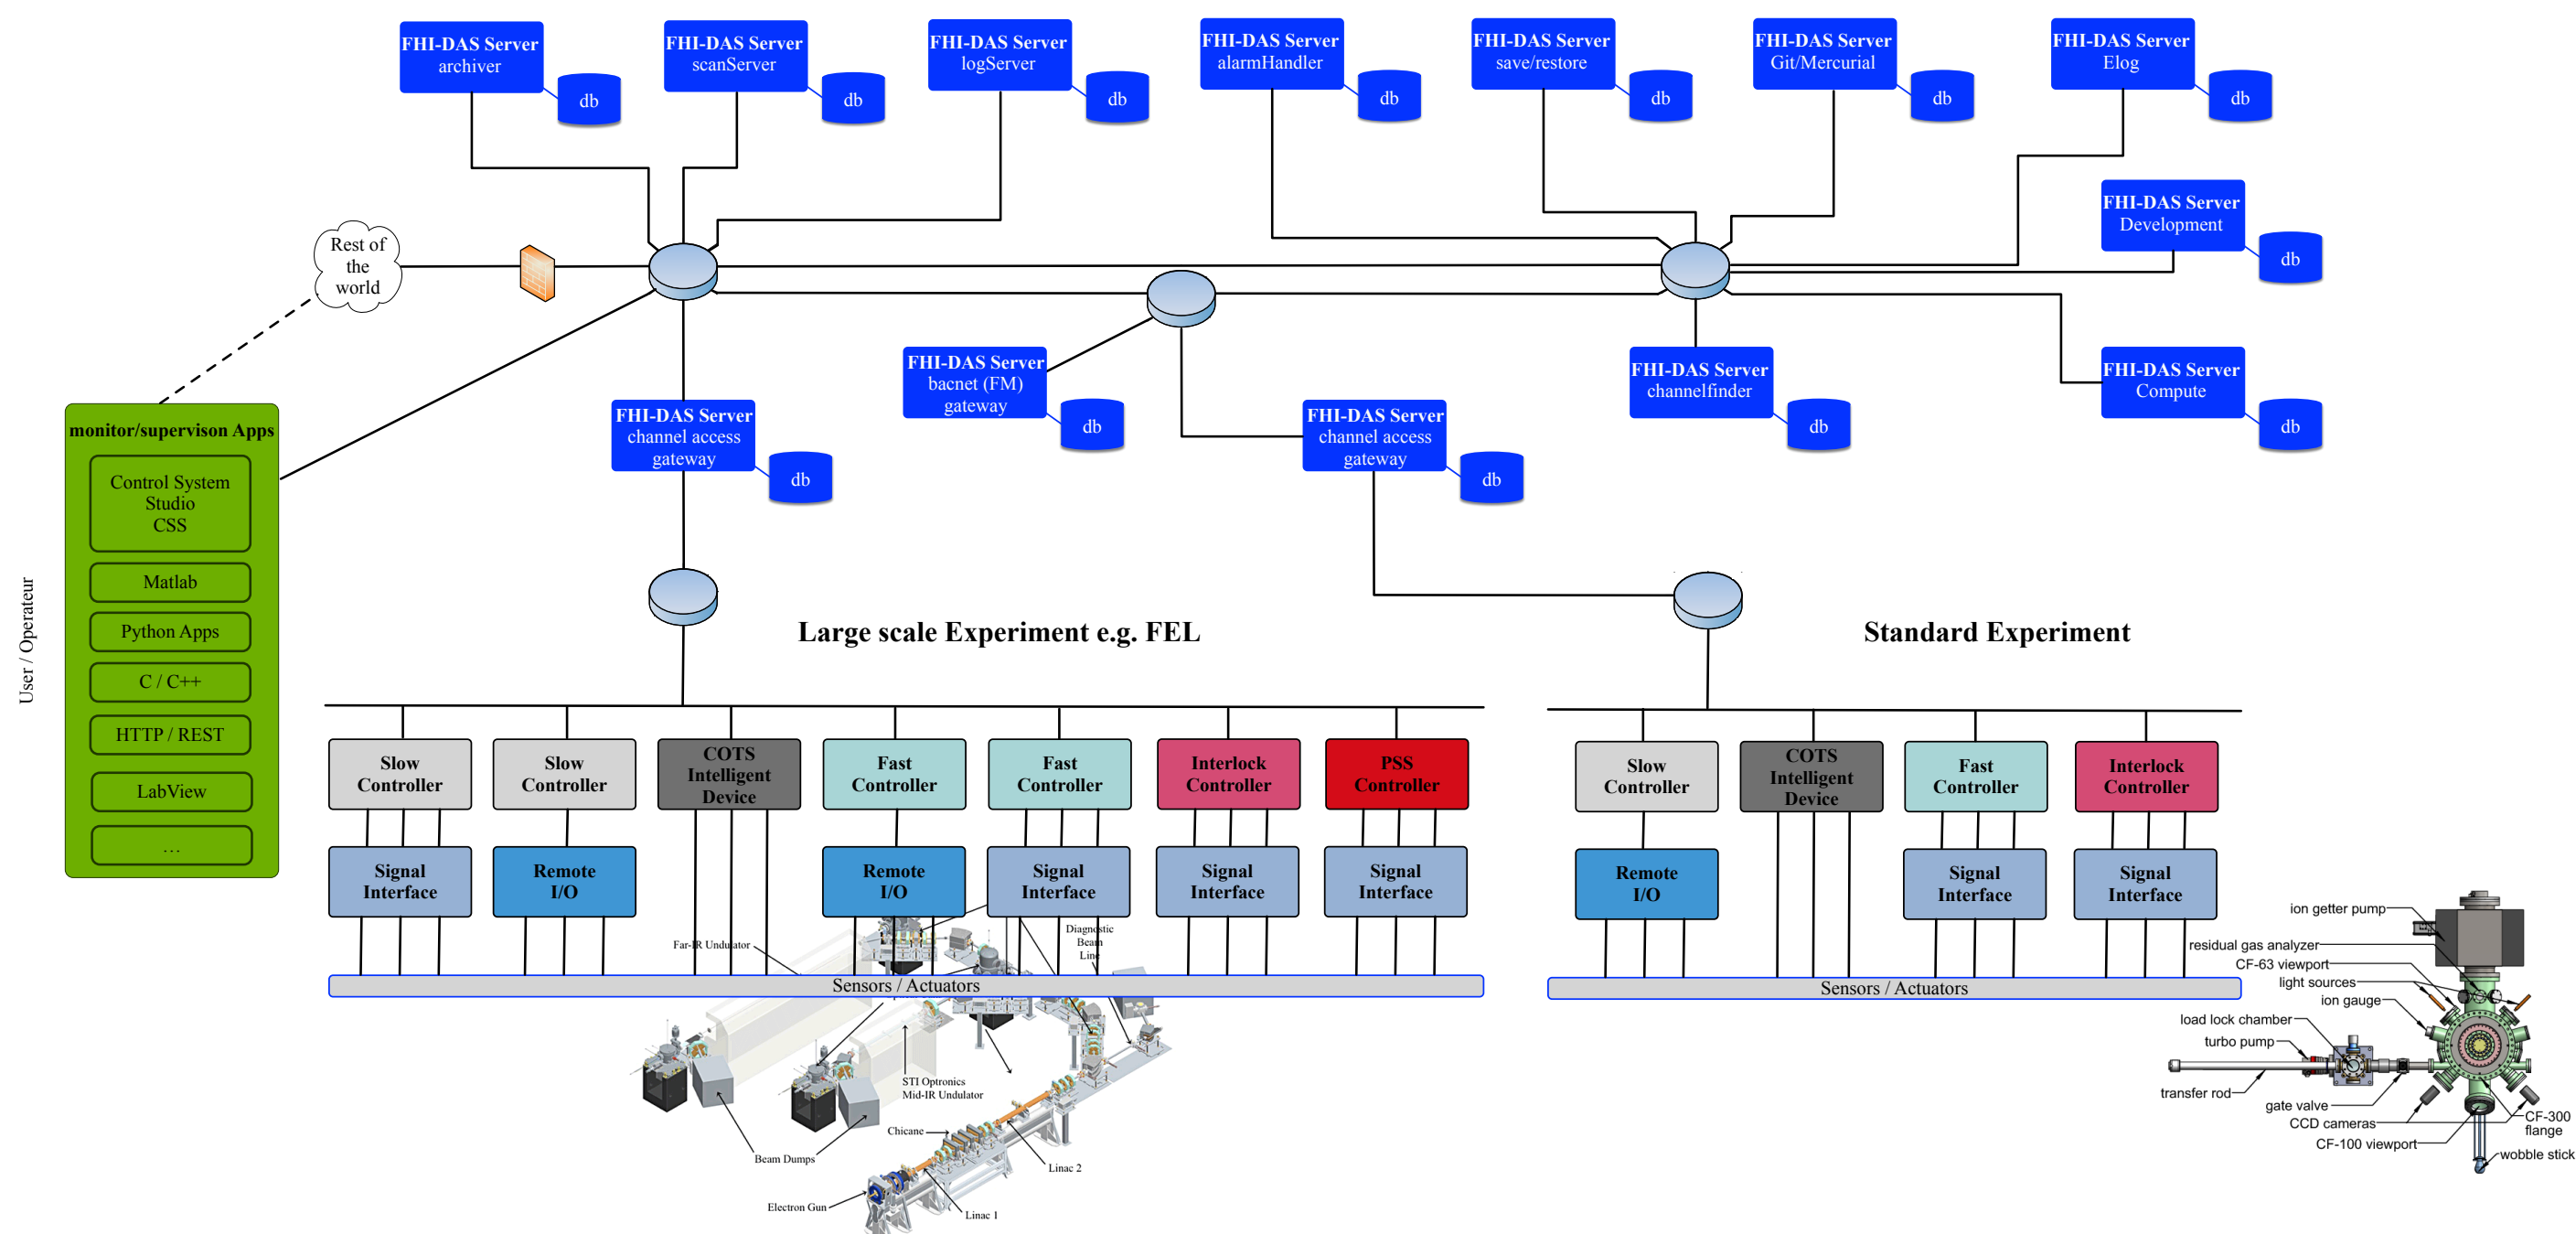 FHI-DAS Server
archiver
db
FHI-DAS Server
scanServer
db
FHI-DAS Server
logServer
db
FHI-DAS Server
alarmHandler
db
FHI-DAS Server
save/restore
db
FHI-DAS Server
Git/Mercurial
db
FHI-DAS Server
Elog
db
FHI-DAS Server
Development
db
Rest of
the
world
FHI-DAS Server
bacnet (FM)
gateway
db
FHI-DAS Server
channelfinder
db
FHI-DAS Server
Compute
db
FHI-DAS Server
channel access
gateway
db
FHI-DAS Server
channel access
gateway
db
User / Operateur
monitor/supervison Apps
Control System
Studio
CSS
Matlab
Python Apps
C / C++
HTTP / REST
LabView
...
Large scale Experiment e.g. FEL
Standard Experiment
Slow
Controller
Slow
Controller
COTS
Intelligent
Device
Fast
Controller
Fast
Controller
Interlock
Controller
PSS
Controller
Signal
Interface
Remote
I/O
Remote
I/O
Signal
Interface
Signal
Interface
Signal
Interface
Sensors / Actuators
Slow
Controller
COTS
Intelligent
Device
Fast
Controller
Interlock
Controller
Remote
I/O
Signal
Interface
Signal
Interface
Sensors / Actuators
Far-IR Undulator
Diagnostic
Beam
Line
STI Optronics
Mid-IR Undulator
Chicane
Beam Dumps
Linac 2
Electron Gun
Linac 1
ion getter pump
residual gas analyzer
CF-63 viewport
light sources
ion gauge
load lock chamber
turbo pump
transfer rod
gate valve
CCD cameras
CF-100 viewport
CF-300
flange
wobble stick